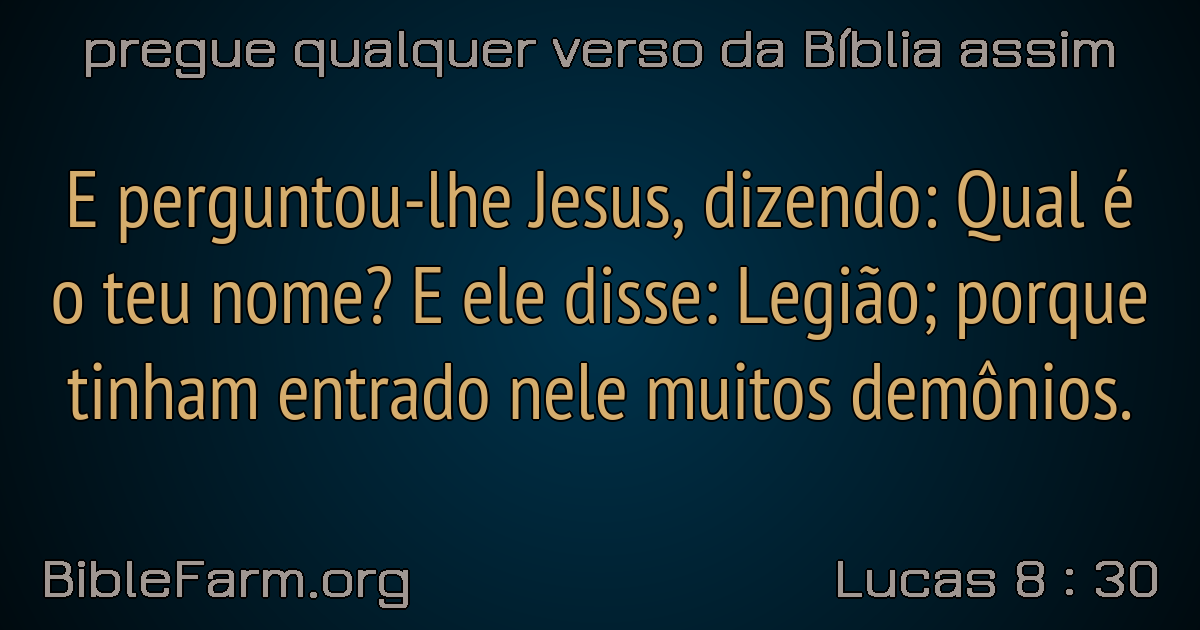 pregue qualquer verso da Bíblia assim
E perguntou-lhe Jesus, dizendo: Qual é
o teu nome? E ele disse: Legião; porque
tinham entrado nele muitos demônios.
BibleFarm.org
Lucas 8 : 30